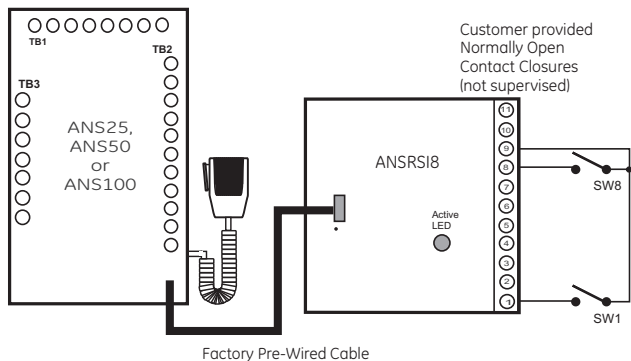 TB1
TB2
TB3
ANS25,
ANS50
or
ANS100
Customer provided
Normally Open
Contact Closures
(not supervised)
ANSRSI8
Active
LED
11
10
9
8
7
6
5
4
3
2
1
SW8
SW1
Factory Pre-Wired Cable